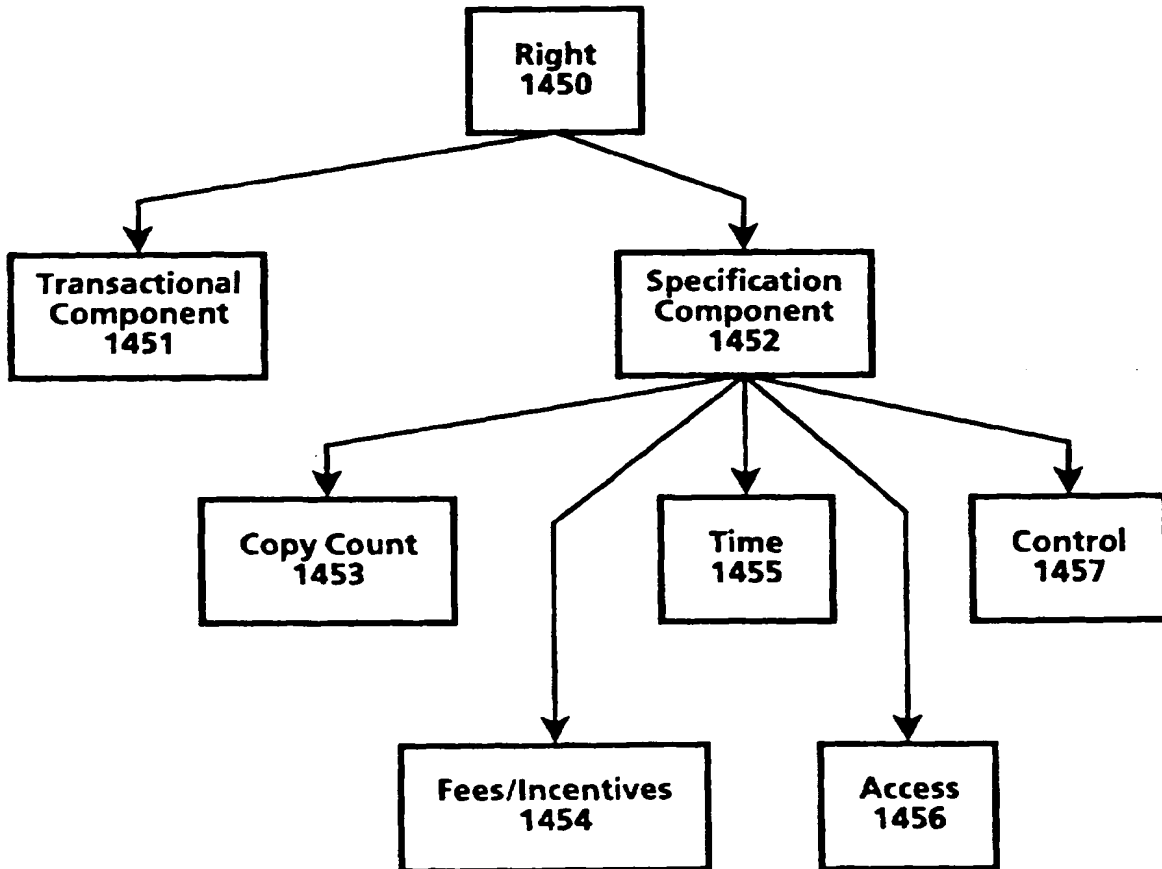 Right
1450
Transactional
Component
1451
Specification
Component
1452
Copy Count
1453
Time
1455
Control
1457
Fees/Incentives
1454
Access
1456